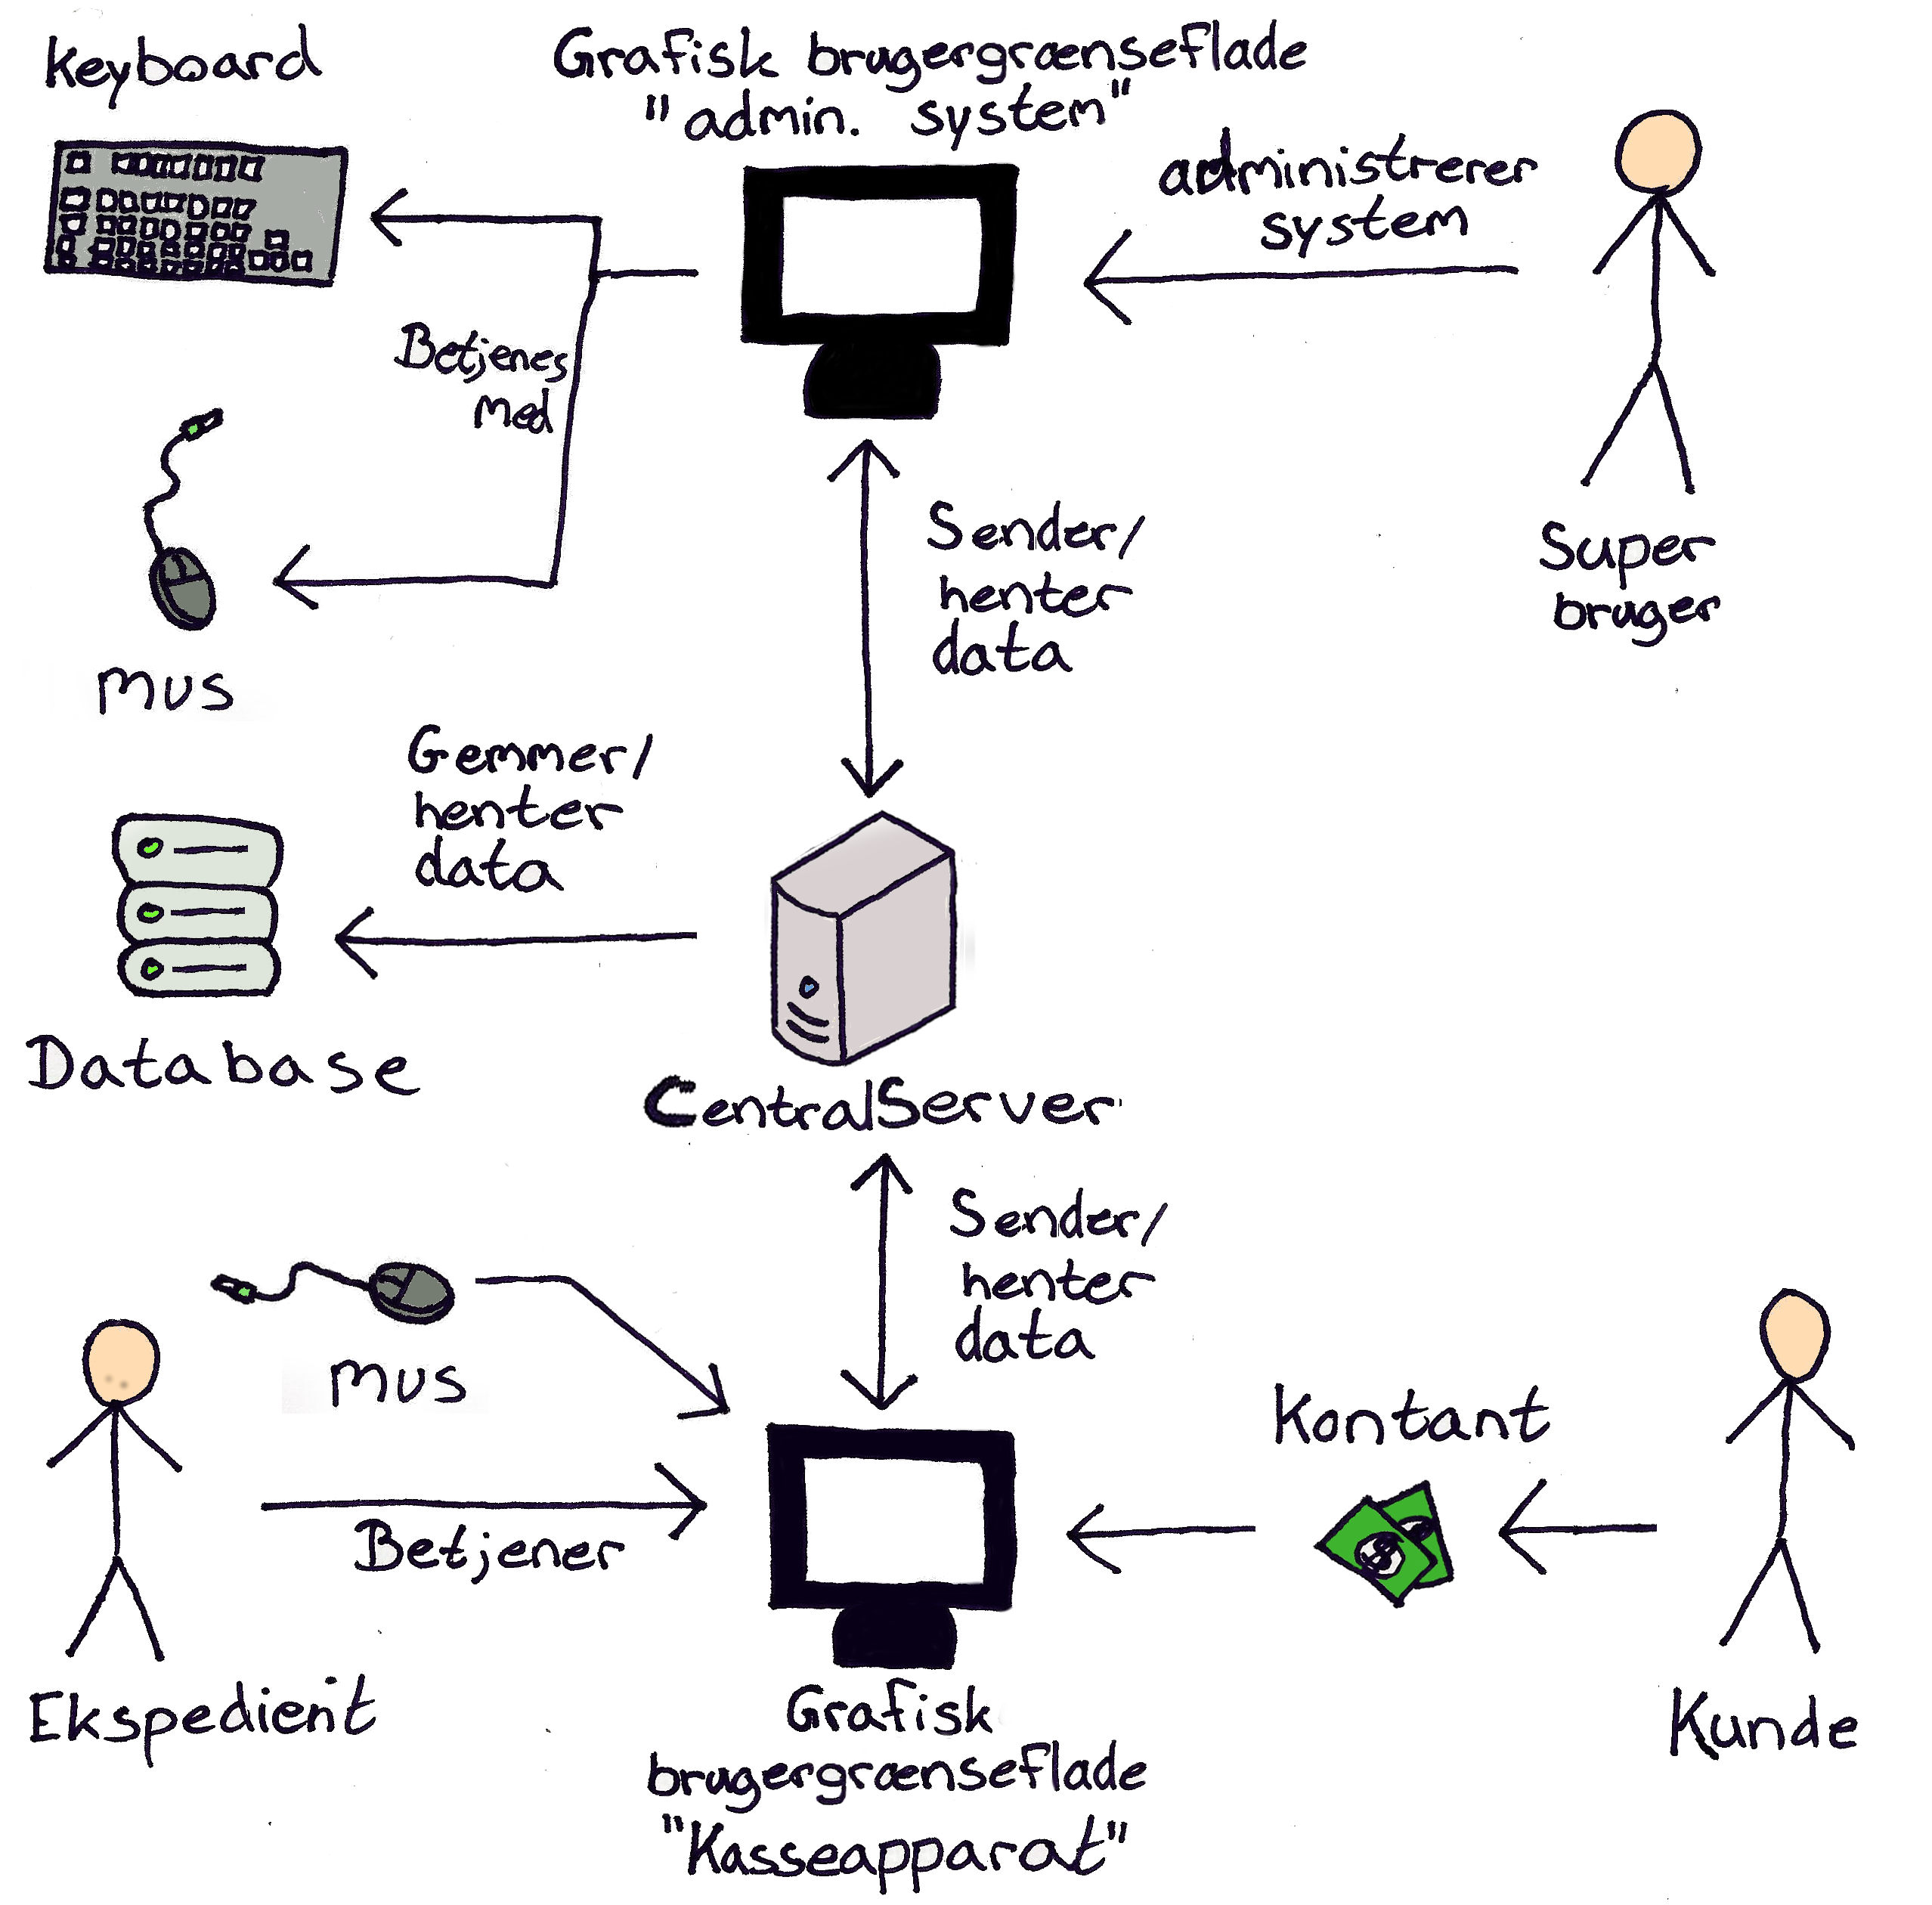 Keyboard
Grafisk brugergrænseflade
"admin. system"
administrerer
system
Betjenes
med
Super
bruger
Sender/
henter
data
mus
Gemmer/
henter
data
Database
CentralServer
Sender/
henter
data
mus
Kontant
Betjener
$
Ekspedient
Grafisk
brugergrænseflade
"Kasseapparat"
Kunde